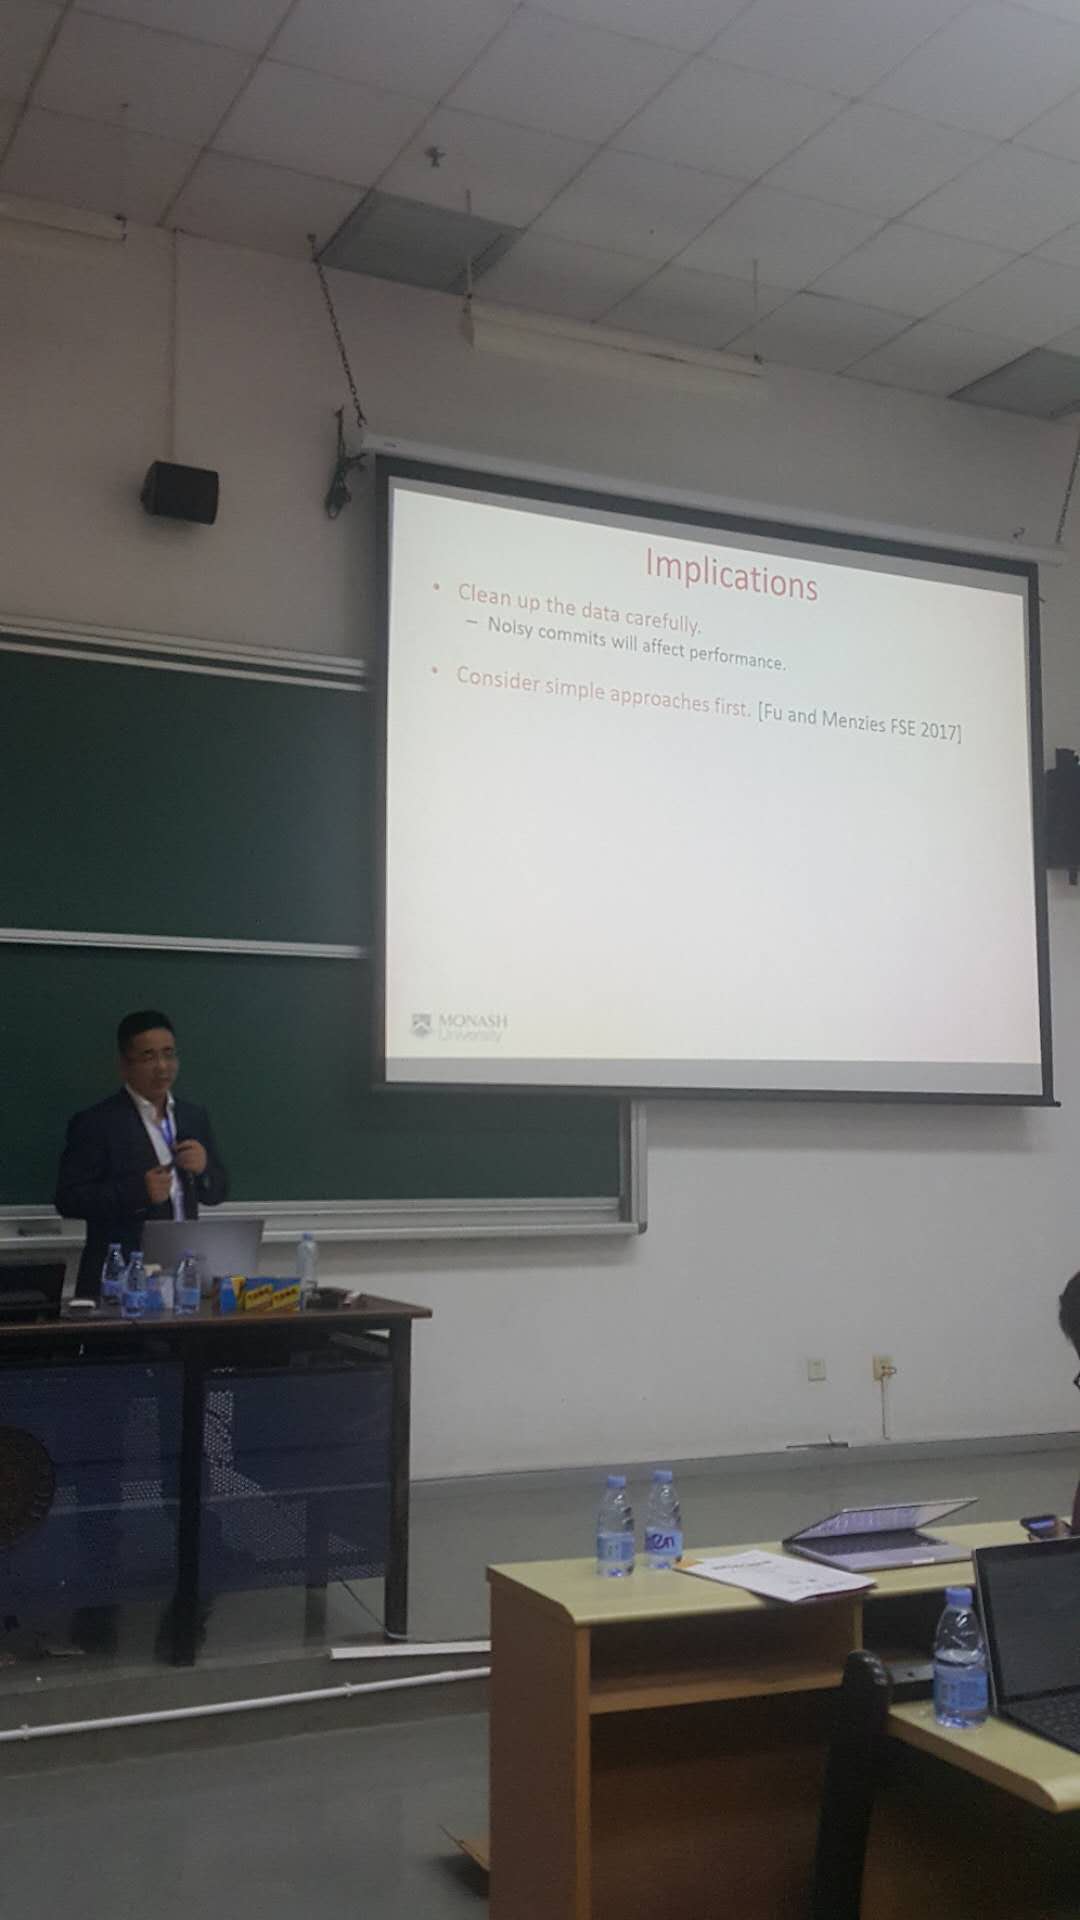 Implications
• Clean up the data carefully.
– Noisy commits will affect performance.
• Consider simple approaches first. [Fu and Menzies FSE 2017]
MONASH
University